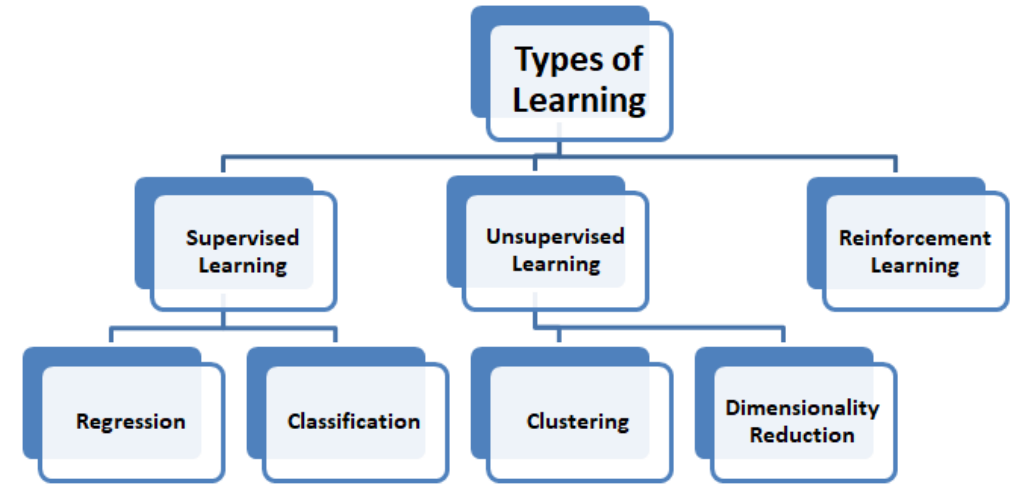 Types of
Learning
Supervised
Learning
Unsupervised
Learning
Reinforcement
Learning
Regression
Classification
Clustering
Dimensionality
Reduction